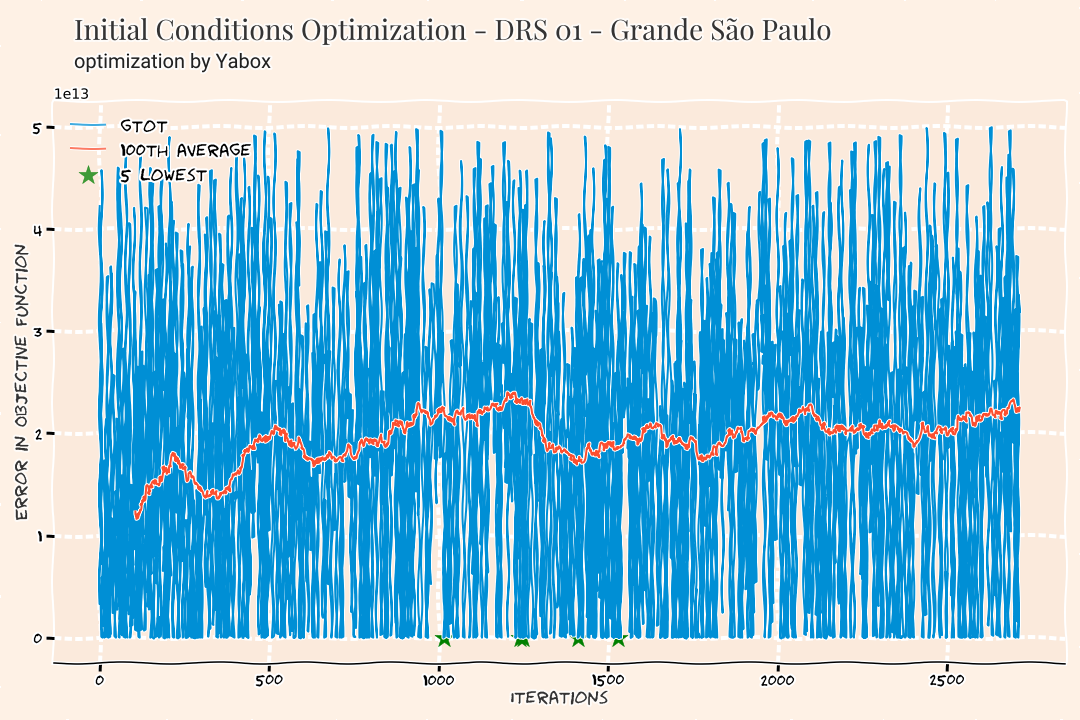 Initial Conditions Optimization - DRS 01 - Grande São Paulo
optimization by Yabox
1e13
GTOT
100TH AVERAGE
5 LOWEST
5
4
3
2
1
0
ERROR IN OBJECTIVE FUNCTION
0 500 1000 1500 2000 2500
ITERATIONS